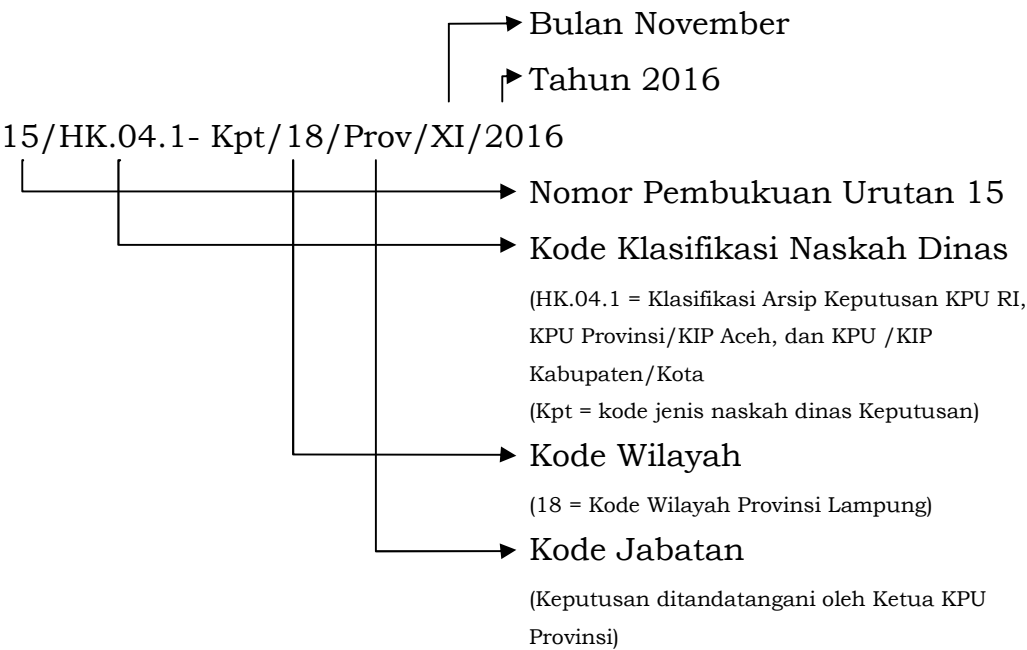 Bulan November
Tahun 2016
15/HK.04.1- Kpt/18/Prov/XI/2016
Nomor Pembukuan Urutan 15
Kode Klasifikasi Naskah Dinas
(HK.04.1 = Klasifikasi Arsip Keputusan KPU RI,
KPU Provinsi/KIP Aceh, dan KPU /KIP
Kabupaten/Kota
(Kpt = kode jenis naskah dinas Keputusan)
Kode Wilayah
(18 = Kode Wilayah Provinsi Lampung)
Kode Jabatan
(Keputusan ditandatangani oleh Ketua KPU
Provinsi)